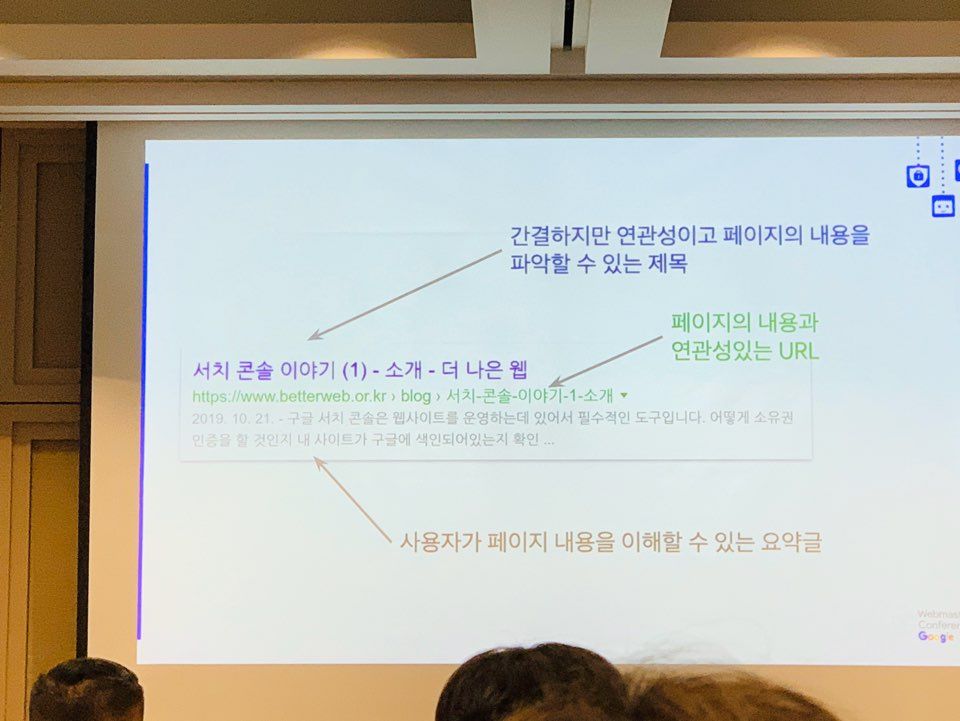 간결하지만 연관성이고 페이지의 내용을
파악할 수 있는 제목
페이지의 내용과
연관성있는 URL
서치 콘솔 이야기 (1) - 소개 - 더 나은 웹
https://www.betterweb.or.kr › blog › 서치-콘솔-이야기-1-소개
2019. 10. 21. - 구글 서치 콘솔은 웹사이트를 운영하는데 있어서 필수적인 도구입니다. 어떻게 소유권
인증을 할 것인지 내 사이트가 구글에 색인되어있는지 확인 ...
사용자가 페이지 내용을 이해할 수 있는 요약글
Google